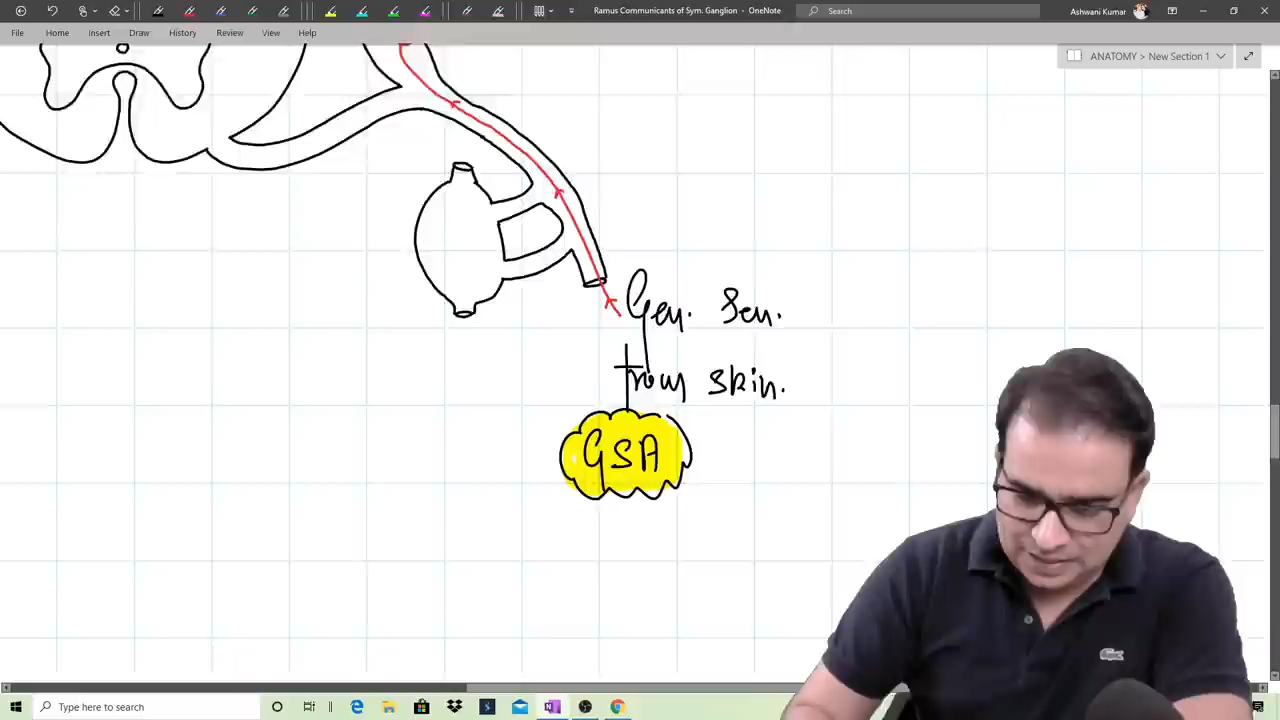 Ramus Communicants of Sym. Ganglion - OneNote
Search
Ashwani Kumar
File Home Insert Draw History Review View Help
ANATOMY > New Section 1
Gen. Sen.
from skin.
GSA
Type here to search